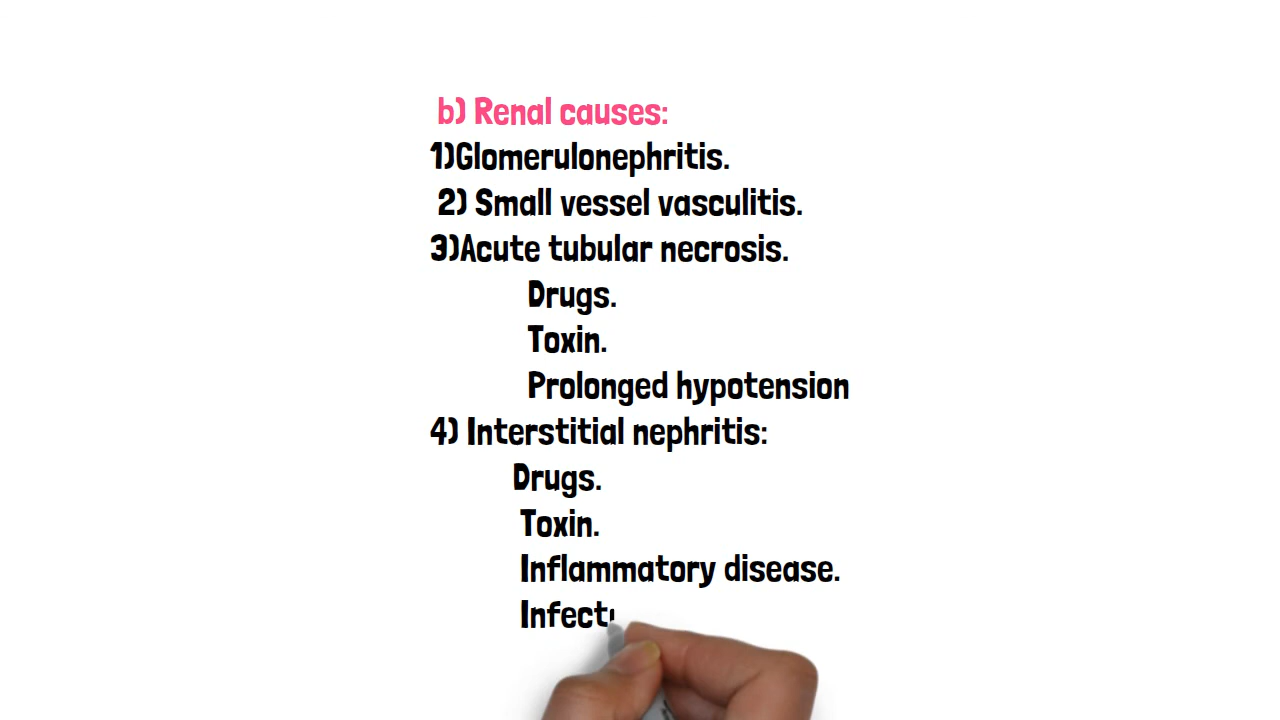 b) Renal causes:
1)Glomerulonephritis.
2) Small vessel vasculitis.
3)Acute tubular necrosis.
Drugs.
Toxin.
Prolonged hypotension
4) Interstitial nephritis:
Drugs.
Toxin.
Inflammatory disease.